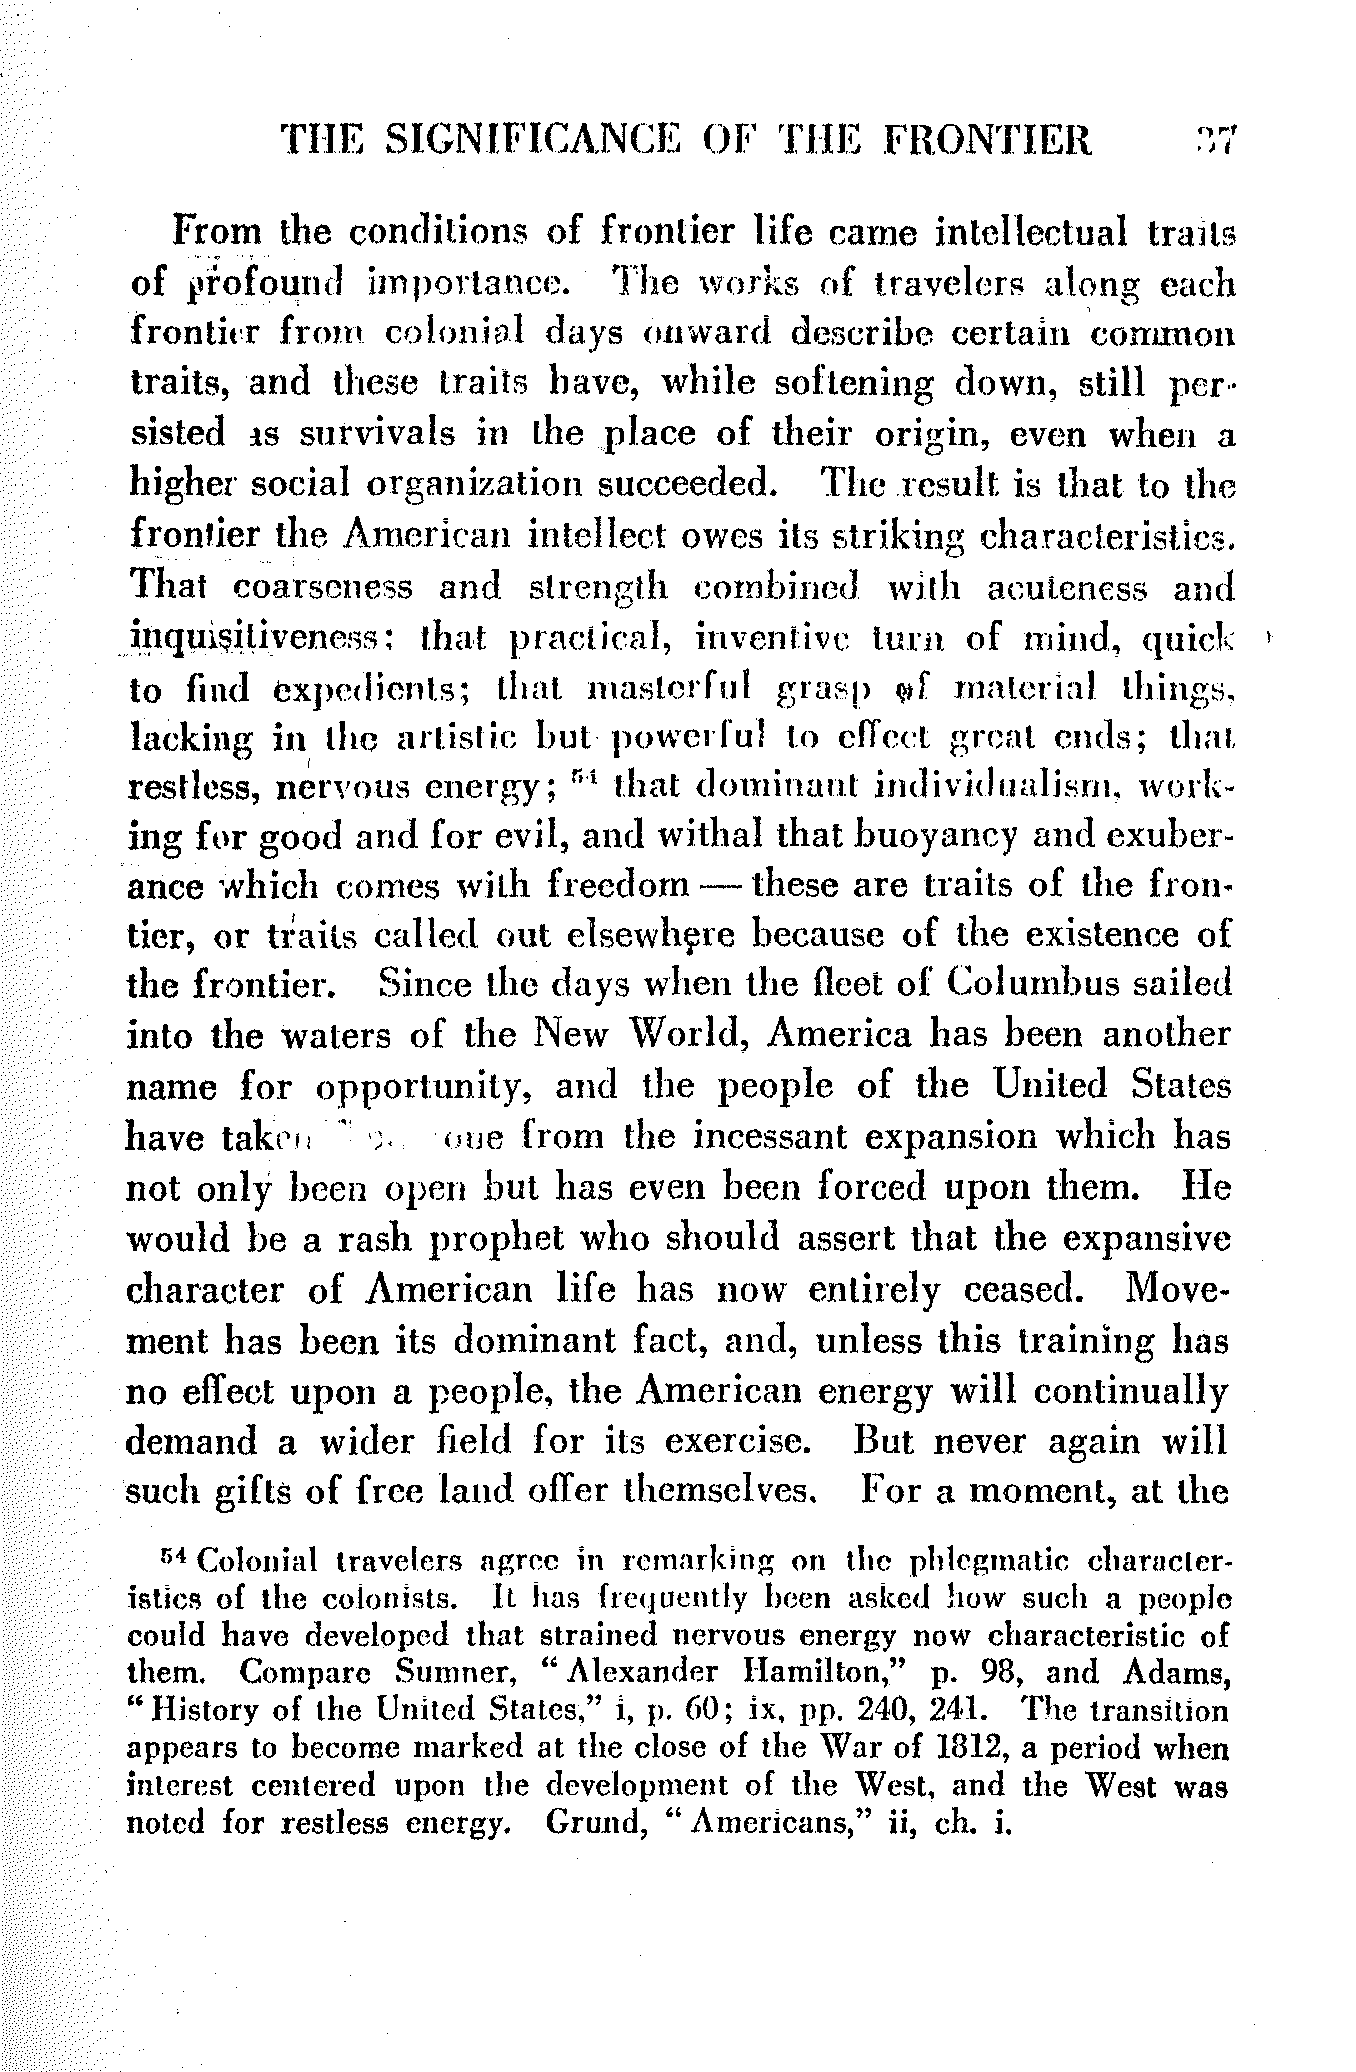 THE SIGNIFICANCE OF THE FRONTIER 37
From the conditions of frontier life came intellectual traits
of profound importance. The works of travelers along each
frontier from colonial days onward describe certain common
traits, and these traits have, while softening down, still per-
sisted as survivals in the place of their origin, even when a
higher social organization succeeded. The result is that to the
frontier the American intellect owes its striking characteristics.
That coarseness and strength combined with acuteness and
inquisitiveness; that practical, inventive turn of mind, quick
to find expedients; that masterful grasp of material things,
lacking in the artistic but powerful to effect great ends; that
restless, nervous energy; 54 that dominant individualism, work-
ing for good and for evil, and withal that buoyancy and exuber-
ance which comes with freedom — these are traits of the fron-
tier, or traits called out elsewhere because of the existence of
the frontier. Since the days when the fleet of Columbus sailed
into the waters of the New World, America has been another
name for opportunity, and the people of the United States
have taken from the incessant expansion which has
not only been open but has even been forced upon them. He
would be a rash prophet who should assert that the expansive
character of American life has now entirely ceased. Move-
ment has been its dominant fact, and, unless this training has
no effect upon a people, the American energy will continually
demand a wider field for its exercise. But never again will
such gifts of free land offer themselves. For a moment, at the
54 Colonial travelers agree in remarking on the phlegmatic character-
istics of the colonists. It has frequently been asked how such a people
could have developed that strained nervous energy now characteristic of
them. Compare Sumner, "Alexander Hamilton," p. 98, and Adams,
"History of the United States," i, p. 60; ix, pp. 240, 241. The transition
appears to become marked at the close of the War of 1812, a period when
interest centered upon the development of the West, and the West was
noted for restless energy. Grund, "Americans," ii, ch. i.